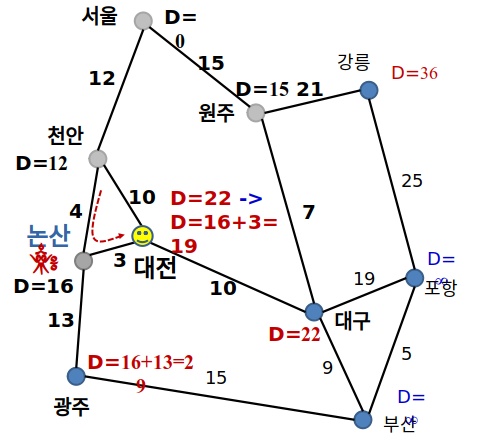 서울
D=
0
12
15
강릉
D=36
D=15
21
원주
천안
D=12
25
10
D=22 ->
D=16+3=
19
7
4
논산
3
대전
D=
∞
포항
19
D=16
10
대구
D=22
13
9
5
D=16+13=2
9
15
D=
∞
광주
부산